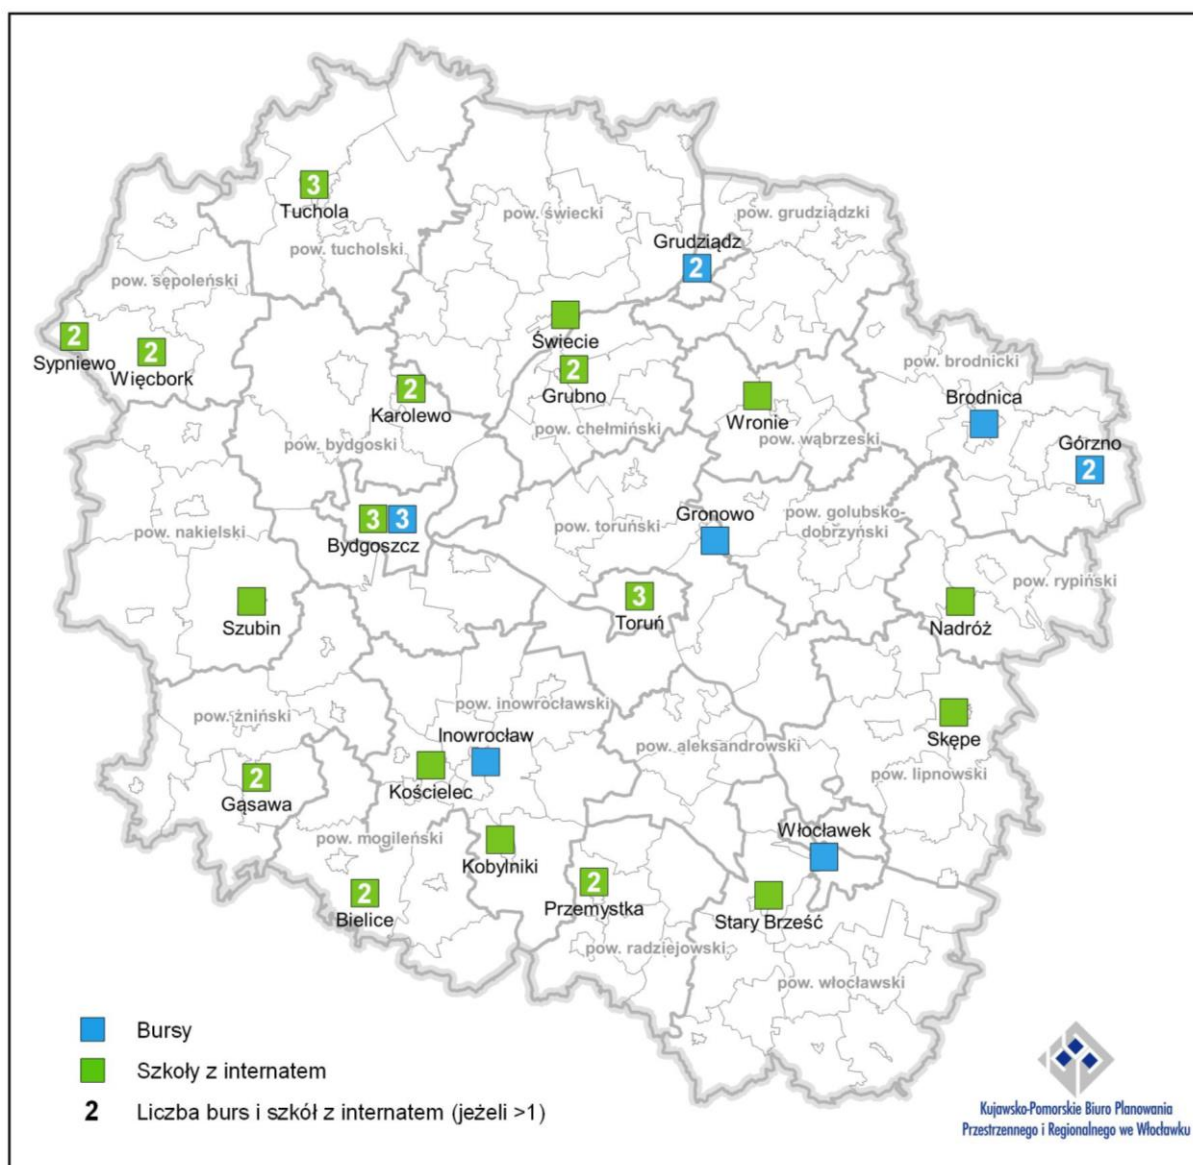 3
Tuchola
pow. świecki
pow. grudziądzki
pow. tucholski
Grudziądz
2
pow. sępoleński
2
Sypniewo
2
Więcbork
Świecie
2
Grubno
pow. brodnicki
2
Karolewo
Wronie
Brodnica
pow. bydgoski
pow. chełmiński
pow. wąbrzeski
Górzno
2
3
3
Bydgoszcz
pow. nakielski
pow. toruński
Gronowo
pow. golubsko-
dobrzyński
pow. rypiński
Szubin
3
Toruń
Nadróż
pow. żniński
pow. inowrocławski
Inowrocław
pow. aleksandrowski
Skępe
pow. lipnowski
2
Gąsawa
Kościelec
pow. mogileński
Kobylniki
Włocławek
2
Bielice
2
Przemystka
Stary Brześć
pow. radziejowski
pow. włocławski
Bursy
Szkoły z internatem
2 Liczba burs i szkół z internatem (jeżeli >1)
Kujawsko-Pomorskie Biuro Planowania
Przestrzennego i Regionalnego we Włocławku